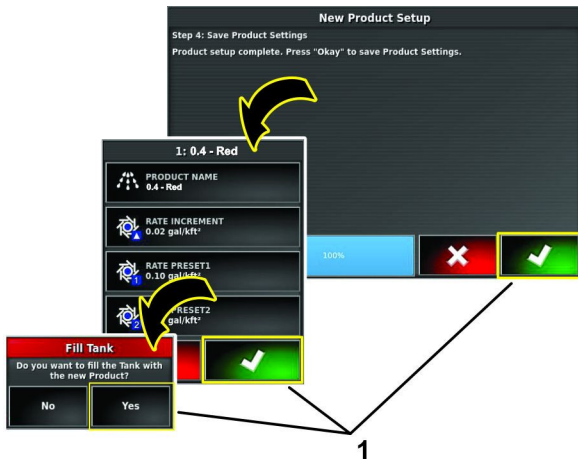 New Product Setup
Step 4: Save Product Settings
Product setup complete. Press "Okay" to save Product Settings.
100%
1: 0.4 - Red
PRODUCT NAME
0.4 - Red
RATE INCREMENT
0.02 gal/kft²
RATE PRESET1
0.10 gal/kft²
1
PRESET2
gal/kft²
2
Fill Tank
Do you want to fill the Tank with
the new Product?
No
Yes
1